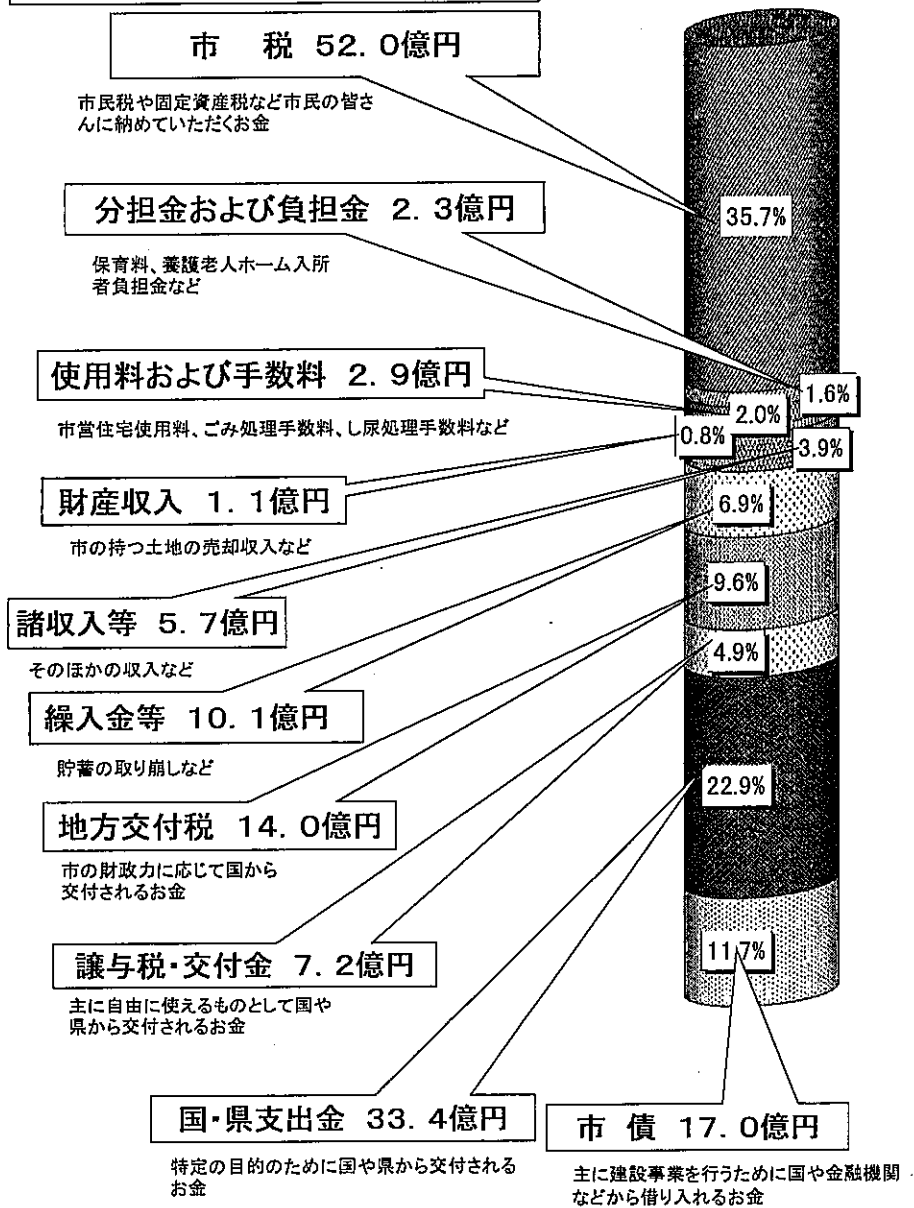 市　税 52．0億円
市民税や固定資産税など市民の皆さ
んに納めていただくお金
35.7%
分担金および負担金 2．3億円
保育料、養護老人ホーム入所
者負担金など
1.6%
使用料および手数料 2．9億円
2.0%
市営住宅使用料、ごみ処理手数料、し尿処理手数料など
0.8%
3.9%
財産収入 1．1億円
市の持つ土地の売却収入など
6.9%
諸収入等 5．7億円
そのほかの収入など
9.6%
4.9%
繰入金等 10．1億円
貯蓄の取り崩しなど
22.9%
地方交付税 14．0億円
市の財政力に応じて国から
交付されるお金
譲与税・交付金 7．2億円
主に自由に使えるものとして国や
県から交付されるお金
11.7%
国・県支出金 33．4億円
特定の目的のために国や県から交付される
お金
市 債 17．0億円
主に建設事業を行うために国や金融機関
などから借り入れるお金